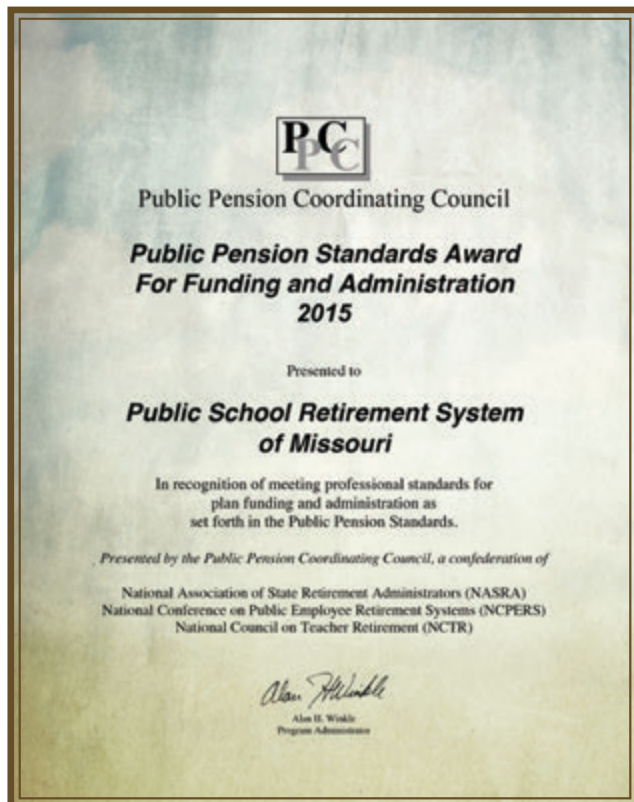 PPCC
Public Pension Coordinating Council
Public Pension Standards Award
For Funding and Administration
2015
Presented to
Public School Retirement System
of Missouri
In recognition of meeting professional standards for
plan funding and administration as
set forth in the Public Pension Standards.
Presented by the Public Pension Coordinating Council, a confederation of
National Association of State Retirement Administrators (NASRA)
National Conference on Public Employee Retirement Systems (NCPERS)
National Council on Teacher Retirement (NCTR)
Alan H. Winkle
Alan H. Winkle
Program Administrator